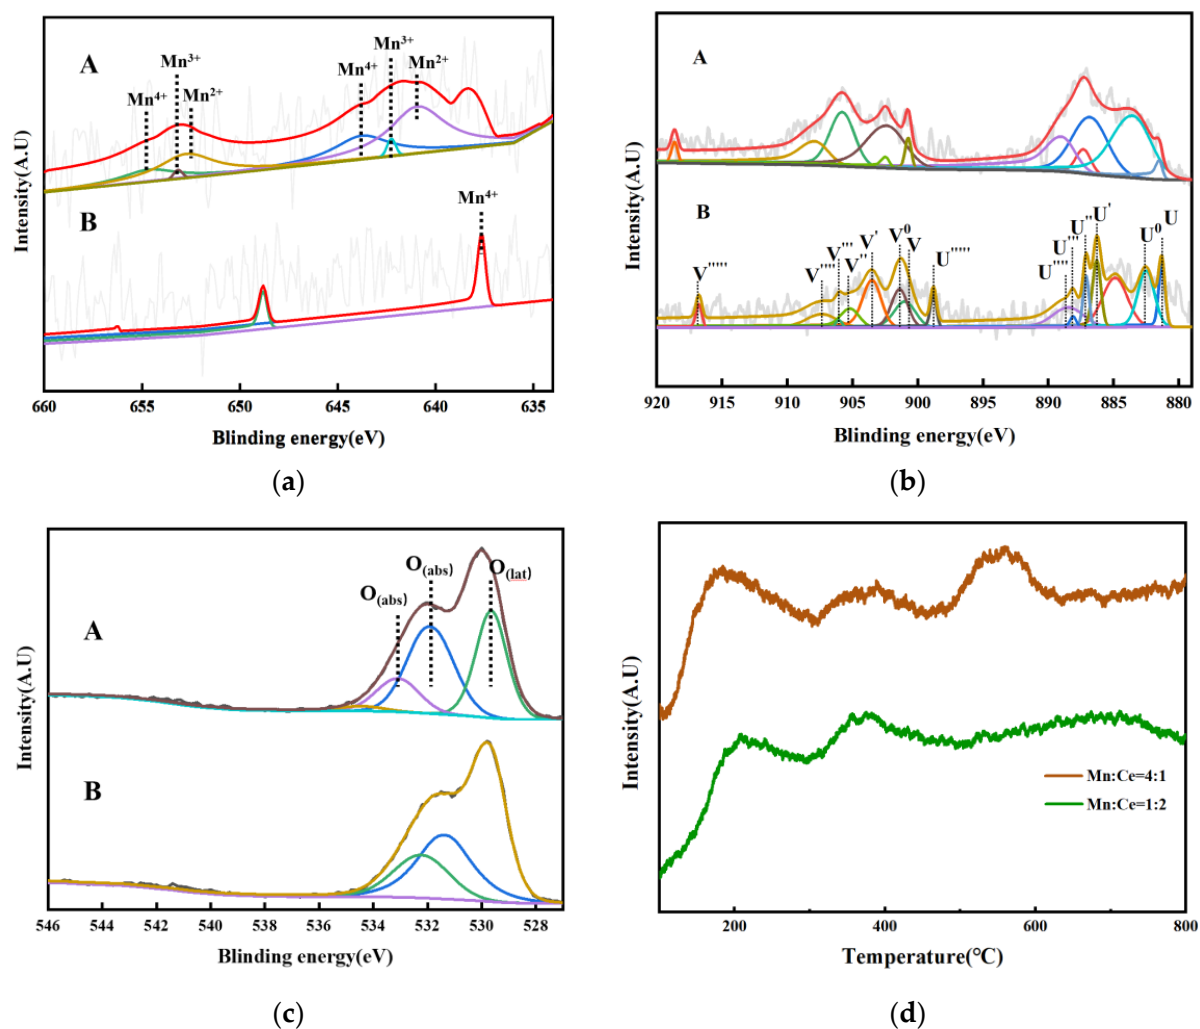 A
Mn4+
Mn3+
Mn2+
Mn4+
Mn3+
Mn2+
B
Mn4+
Intensity(A.U)
660 655 650 645 640 635
Blinding energy(eV)
(a)
A
B
V''''' V'''' V''' V'' V' V0 V U''''' U'''' U''' U'' U' U0 U
Intensity(A.U)
920 915 910 905 900 895 890 885 880
Blinding energy(eV)
(b)
A
O(abs)
O(abs)
O(lat)
B
Intensity(A.U)
546 544 542 540 538 536 534 532 530 528
Blinding energy(eV)
(c)
Intensity(A.U)
Mn:Ce=4:1
Mn:Ce=1:2
200 400 600 800
Temperature(℃)
(d)